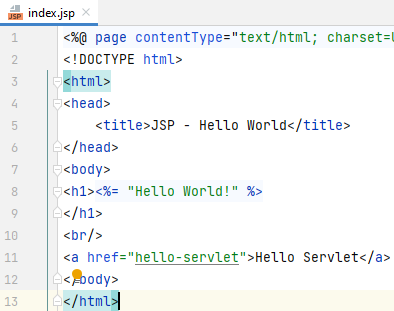 index.jsp
1 <%@ page contentType="text/html; charset=
2 <!DOCTYPE html>
3 <html>
4 <head>
5 <title>JSP - Hello World</title>
6 </head>
7 <body>
8 <h1><%= "Hello World!" %>
9 </h1>
10 <br/>
11 <a href="hello-servlet">Hello Servlet</a>
12 </body>
13 </html>